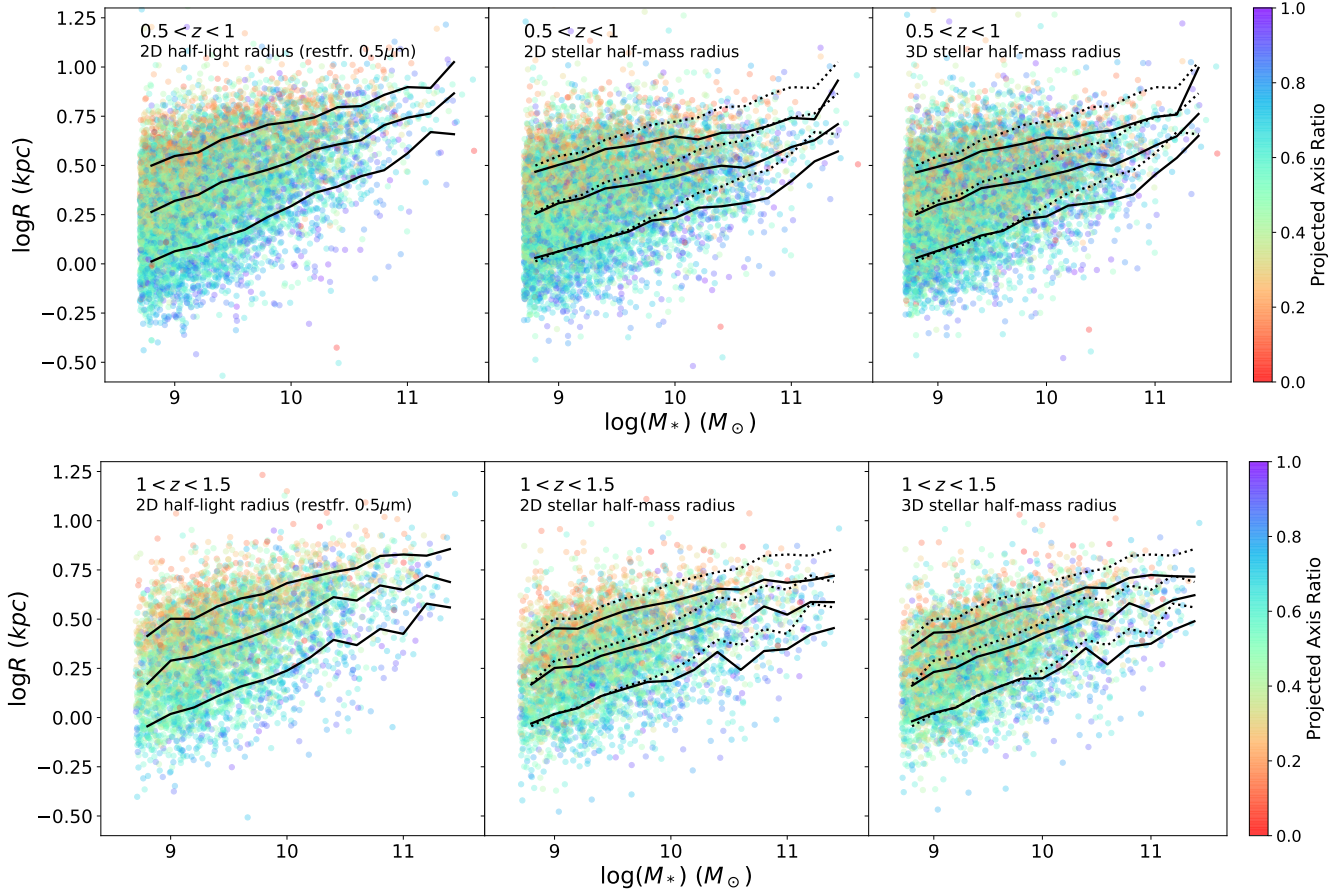 0.5 < z < 1
2D half-light radius (restfr. 0.5μm)
0.5 < z < 1
2D stellar half-mass radius
0.5 < z < 1
3D stellar half-mass radius
1.25
1.00
0.75
0.50
0.25
0.00
−0.25
−0.50
logR (kpc)
9 10 11
9 10 11
9 10 11
log(M*) (M⊙)
1.0
0.8
0.6
0.4
0.2
0.0
Projected Axis Ratio
1 < z < 1.5
2D half-light radius (restfr. 0.5μm)
1 < z < 1.5
2D stellar half-mass radius
1 < z < 1.5
3D stellar half-mass radius
1.25
1.00
0.75
0.50
0.25
0.00
−0.25
−0.50
logR (kpc)
9 10 11
9 10 11
9 10 11
log(M*) (M⊙)
1.0
0.8
0.6
0.4
0.2
0.0
Projected Axis Ratio